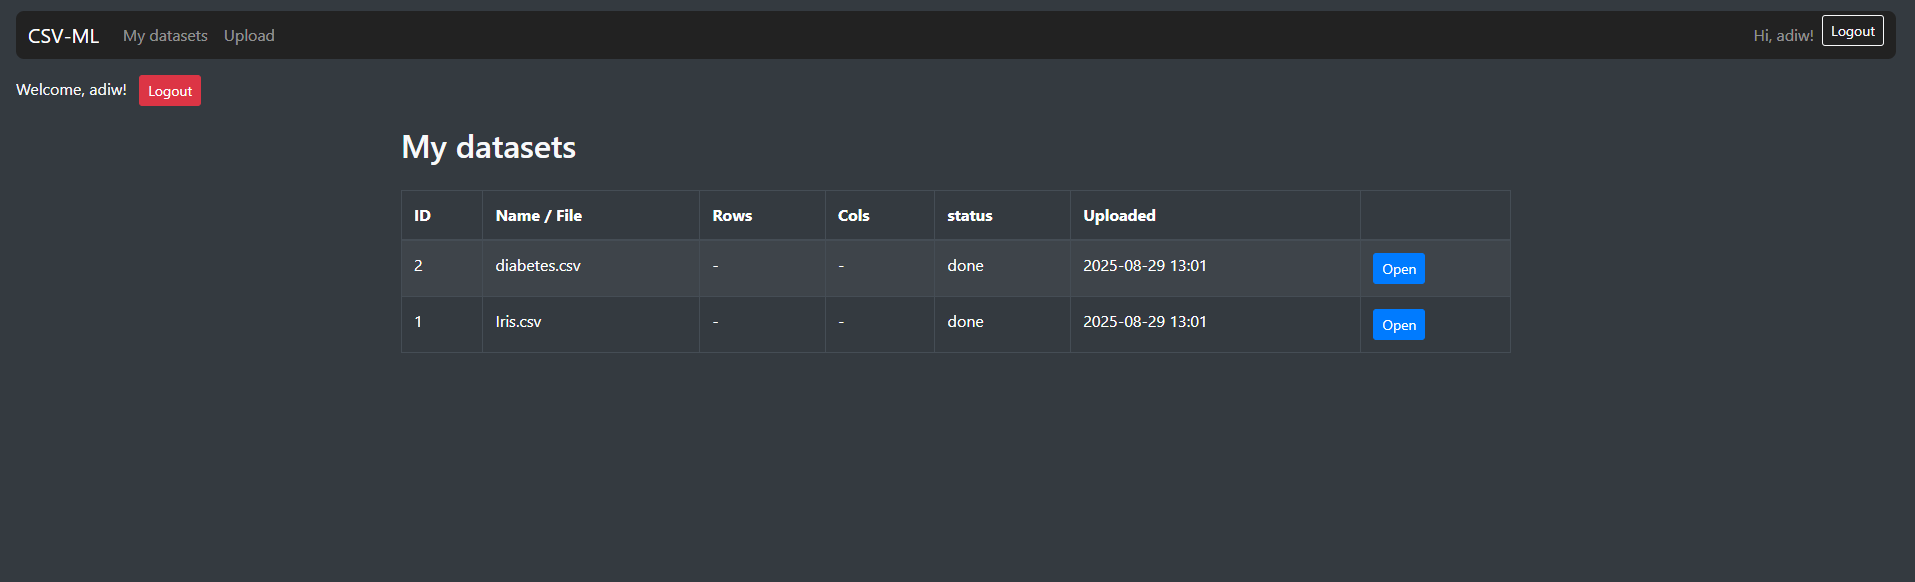 CSV-ML My datasets Upload Hi, adiw! Logout
Welcome, adiw! Logout
My datasets
ID Name / File Rows Cols status Uploaded
2 diabetes.csv - - done 2025-08-29 13:01 Open
1 Iris.csv - - done 2025-08-29 13:01 Open